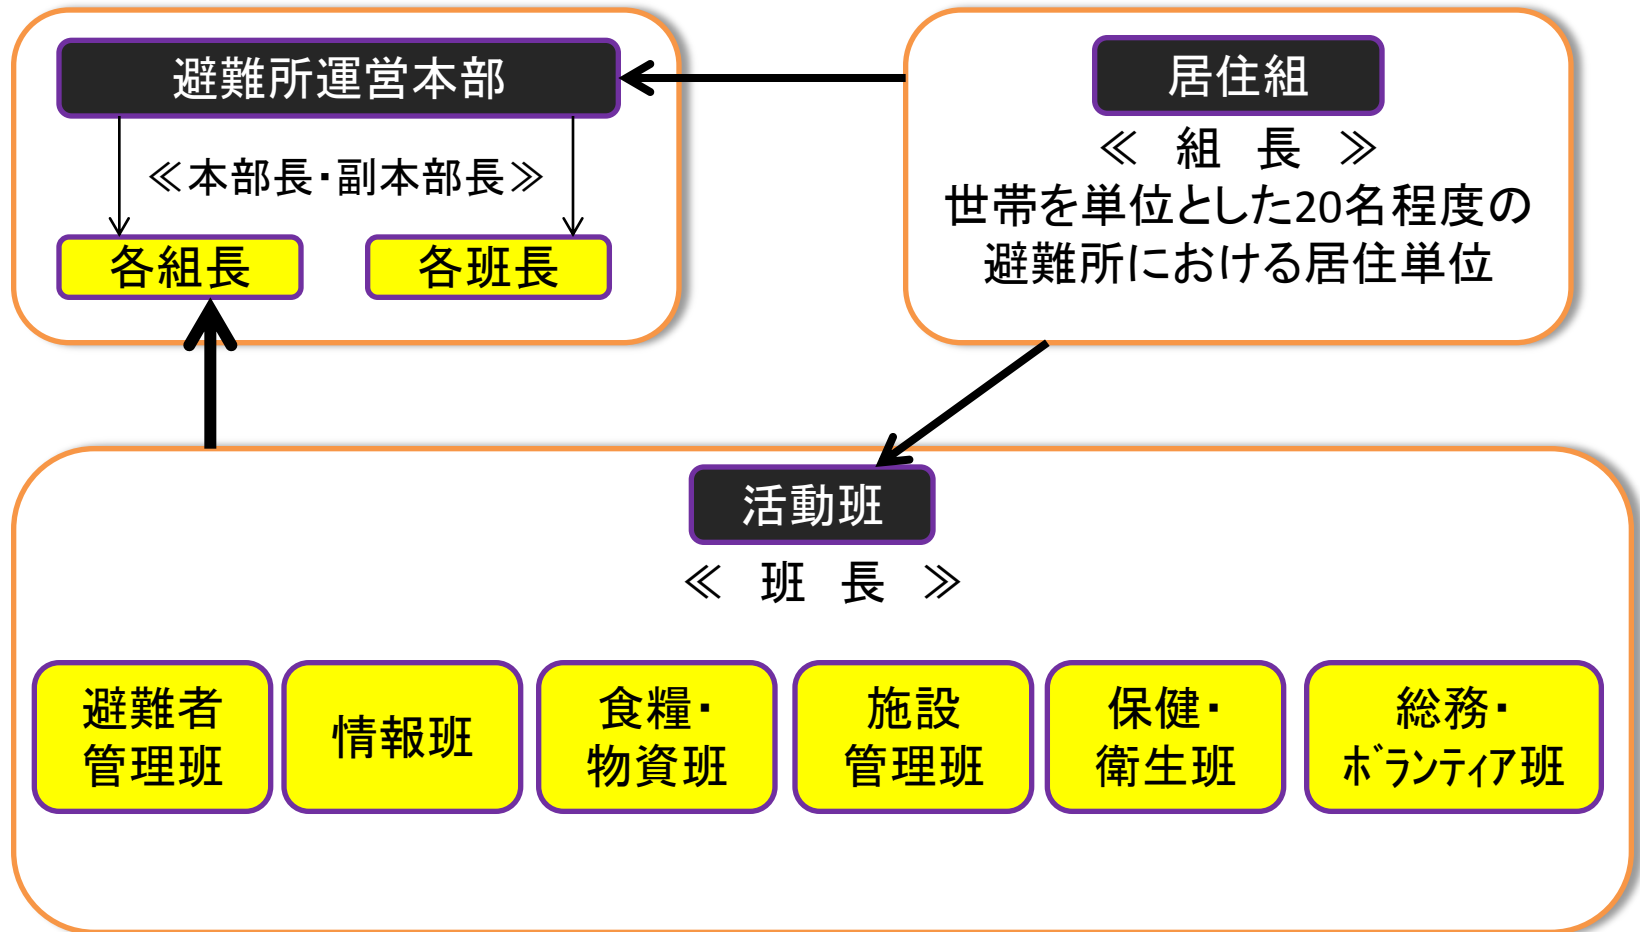 避難所運営本部
≪本部長・副本部長≫
各組長
各班長
居住組
≪　組　長　≫
世帯を単位とした20名程度の
避難所における居住単位
活動班
≪　班　長　≫
避難者
管理班
情報班
食糧・
物資班
施設
管理班
保健・
衛生班
総務・
ﾎﾞﾗﾝﾃｨｱ班